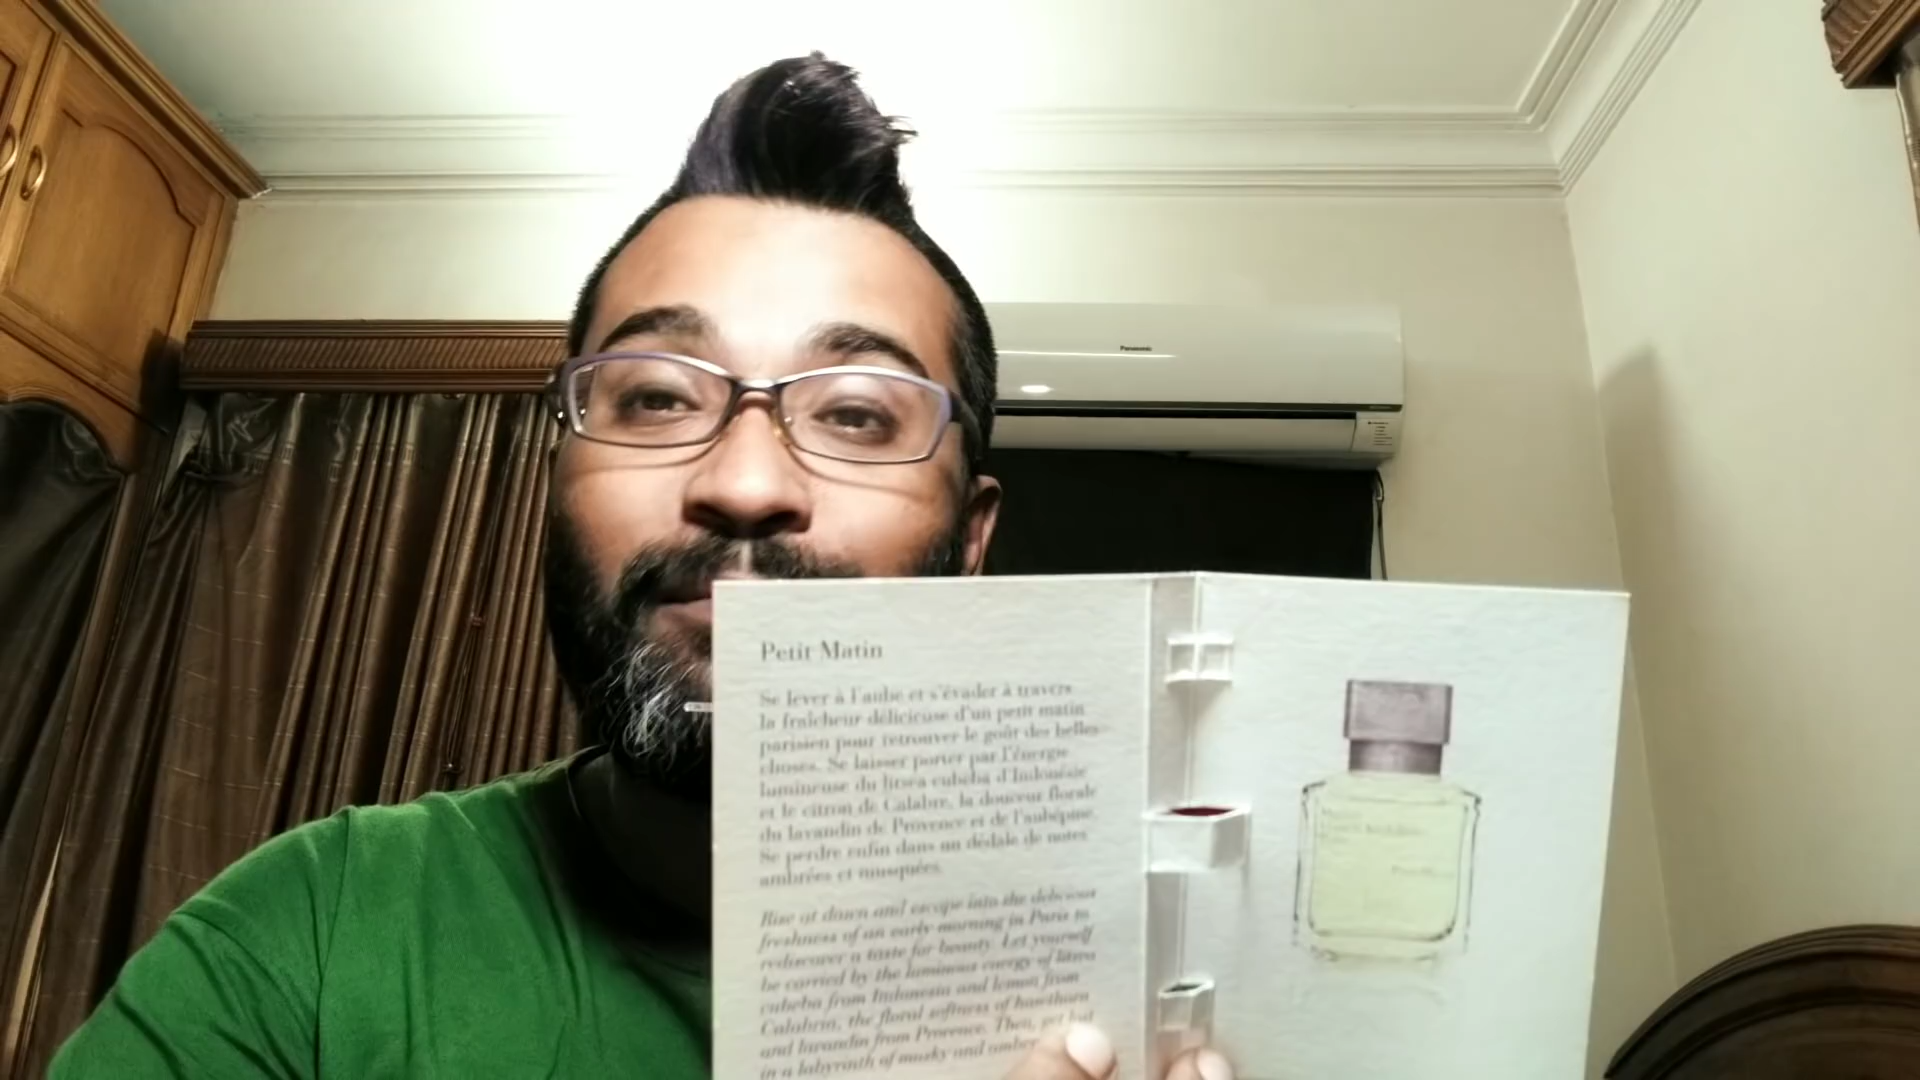 Panasonic
Petit Matin
Se lever à l'aube et s'évader à travers
la fraîcheur délicieuse d'un petit matin
parisien pour retrouver le goût des belles
choses. Se laisser porter par l'énergie
lumineuse du litsea cubeba d'Indonésie
et le citron de Calabre, la douceur florale
du lavandin de Provence et de l'aubépine.
Se perdre enfin dans un dédale de notes
ambrées et musquées.
Rise at dawn and escape into the delicious
freshness of an early morning in Paris to
rediscover a taste for beauty. Let yourself
be carried by the luminous energy of litsea
cubeba from Indonesia and lemon from
Calabria, the floral softness of hawthorn
and lavandin from Provence. Then, get lost
in a labyrinth of musky and amber